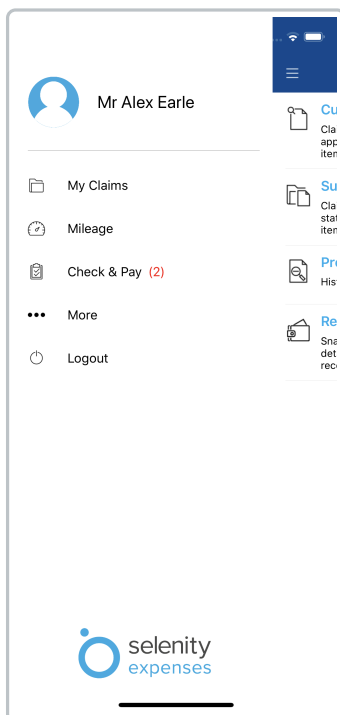 Mr Alex Earle
My Claims
Mileage
Check & Pay (2)
More
Logout
Cu
Cla
app
iten
Su
Cla
stat
iten
Pre
His
Re
Sna
det
rece
selenity
expenses